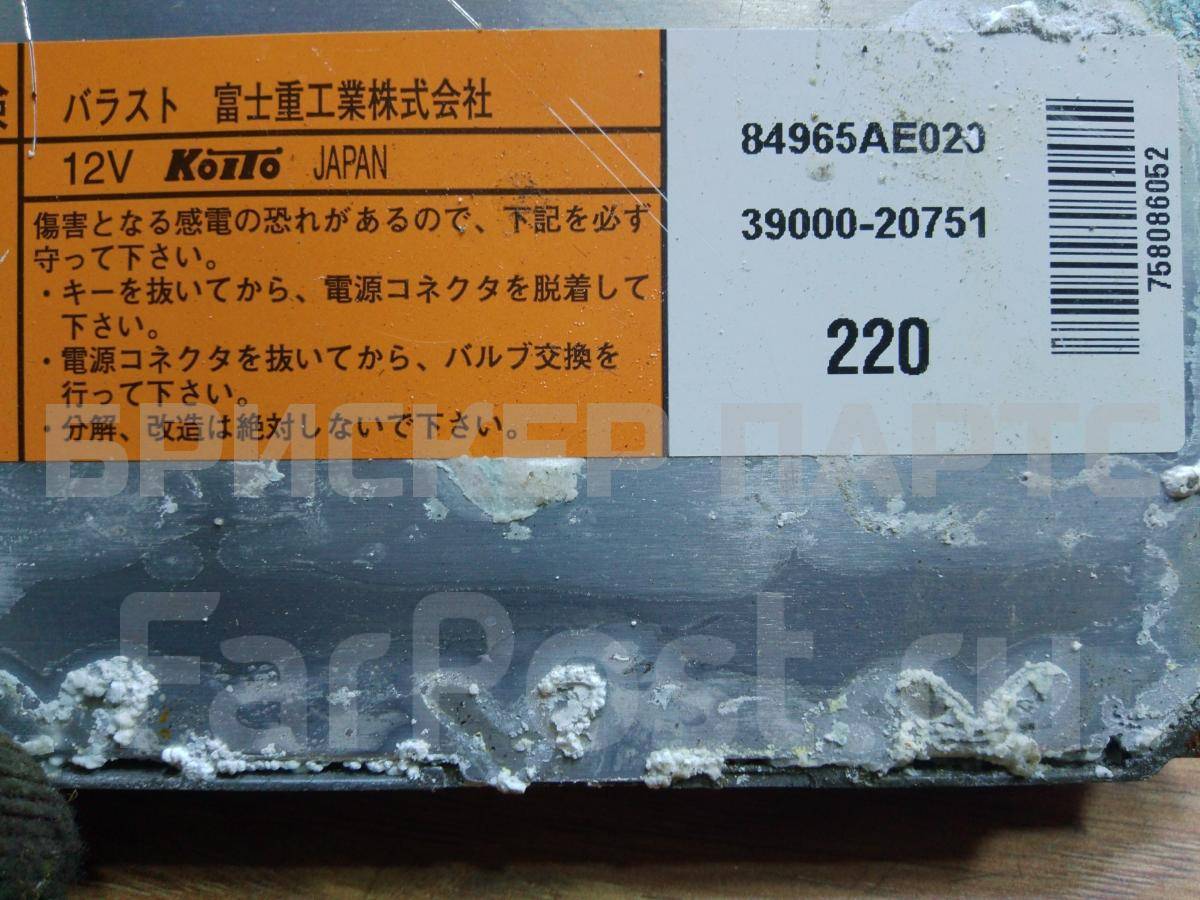 険
バラスト 富士重工業株式会社
12V KOITO JAPAN
傷害となる感電の恐れがあるので、下記を必ず
守って下さい。
・キーを抜いてから、電源コネクタを脱着して
下さい。
・電源コネクタを抜いてから、バルブ交換を
行って下さい。
・分解、改造は絶対しないで下さい。
84965AE020
39000-20751
220
758086052
БРИСКЕР ПАРТС
FarPost.ru